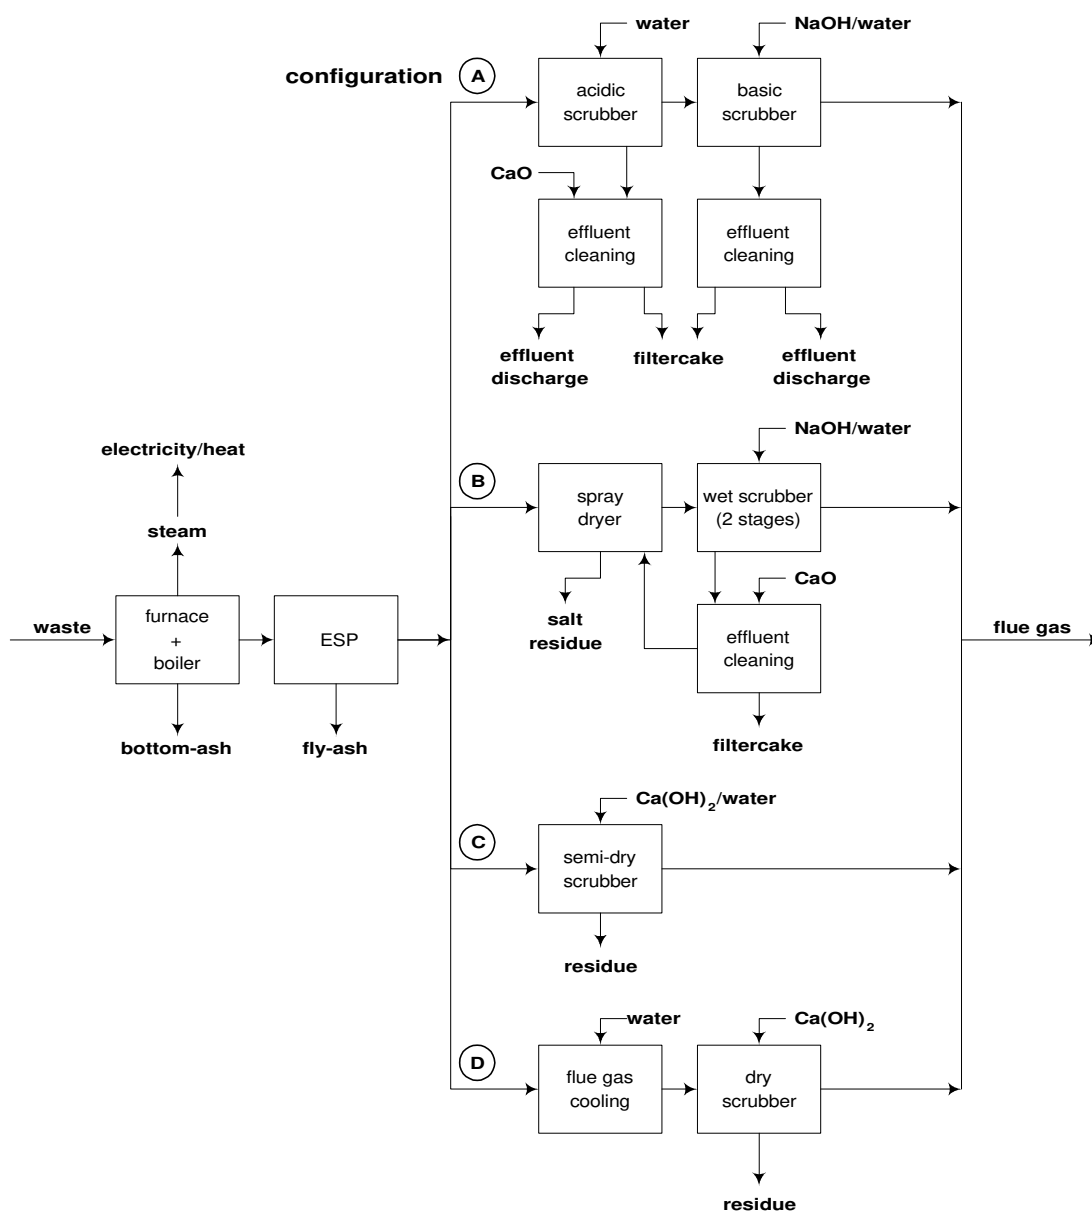 water
NaOH/water
configuration
A
acidic
scrubber
basic
scrubber
CaO
effluent
cleaning
effluent
cleaning
effluent
discharge
filtercake
effluent
discharge
NaOH/water
electricity/heat
B
spray
dryer
wet scrubber
(2 stages)
steam
CaO
waste
furnace
+
boiler
ESP
salt
residue
effluent
cleaning
flue gas
bottom-ash
fly-ash
filtercake
Ca(OH)2/water
C
semi-dry
scrubber
residue
water
Ca(OH)2
D
flue gas
cooling
dry
scrubber
residue